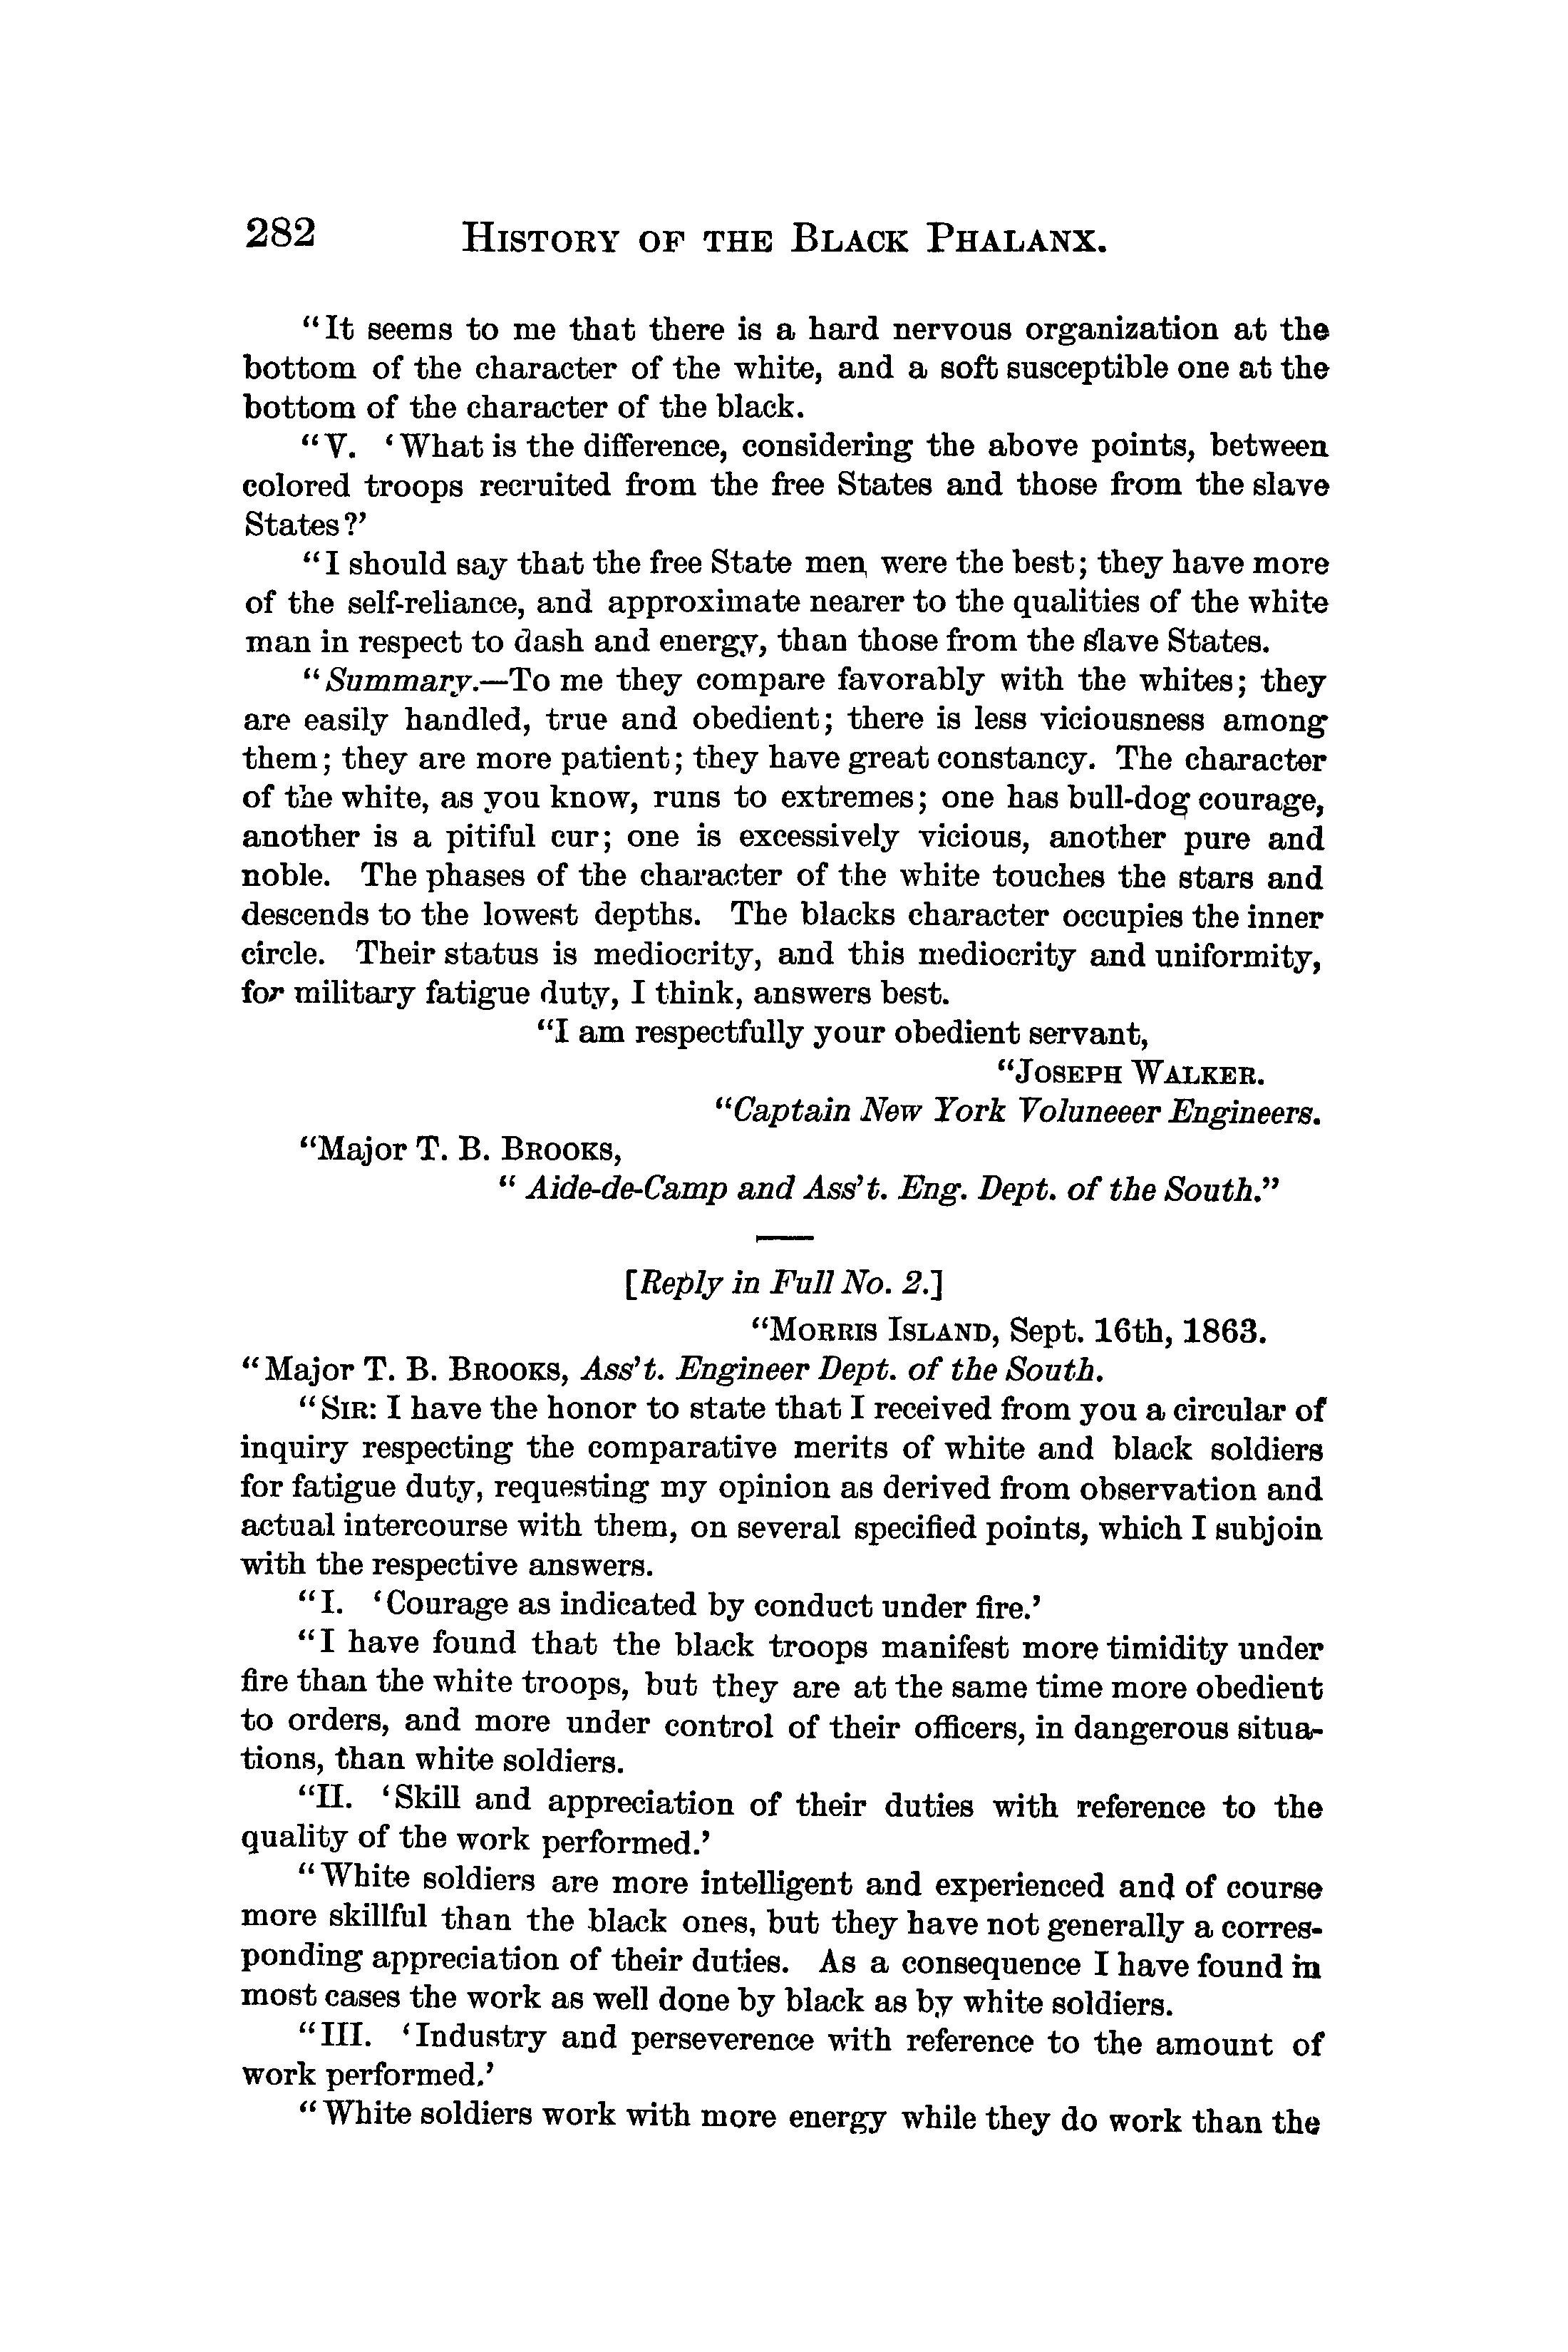 282 HISTORY OF THE BLACK PHALANX.
“It seems to me that there is a hard nervous organization at the
bottom of the character of the white, and a soft susceptible one at the
bottom of the character of the black.
“V. ‘What is the difference, considering the above points, between
colored troops recruited from the free States and those from the slave
States?’
“I should say that the free State men, were the best; they have more
of the self-reliance, and approximate nearer to the qualities of the white
man in respect to dash and energy, than those from the slave States.
“Summary.—To me they compare favorably with the whites; they
are easily handled, true and obedient; there is less viciousness among
them; they are more patient; they have great constancy. The character
of the white, as you know, runs to extremes; one has bull-dog courage,
another is a pitiful cur; one is excessively vicious, another pure and
noble. The phases of the character of the white touches the stars and
descends to the lowest depths. The blacks character occupies the inner
circle. Their status is mediocrity, and this mediocrity and uniformity,
for military fatigue duty, I think, answers best.
“I am respectfully your obedient servant,
“JOSEPH WALKER.
“Captain New York Voluneeer Engineers.
“Major T. B. BROOKS,
“Aide-de-Camp and Ass’t. Eng. Dept. of the South.”
[Reply in Full No. 2.]
“MORRIS ISLAND, Sept. 16th, 1863.
“Major T. B. BROOKS, Ass’t. Engineer Dept. of the South.
“SIR: I have the honor to state that I received from you a circular of
inquiry respecting the comparative merits of white and black soldiers
for fatigue duty, requesting my opinion as derived from observation and
actual intercourse with them, on several specified points, which I subjoin
with the respective answers.
“I. ‘Courage as indicated by conduct under fire.’
“I have found that the black troops manifest more timidity under
fire than the white troops, but they are at the same time more obedient
to orders, and more under control of their officers, in dangerous situa-
tions, than white soldiers.
“II. ‘Skill and appreciation of their duties with reference to the
quality of the work performed.’
“White soldiers are more intelligent and experienced and of course
more skillful than the black ones, but they have not generally a corres-
ponding appreciation of their duties. As a consequence I have found in
most cases the work as well done by black as by white soldiers.
“III. ‘Industry and perseverence with reference to the amount of
work performed.’
“White soldiers work with more energy while they do work than the